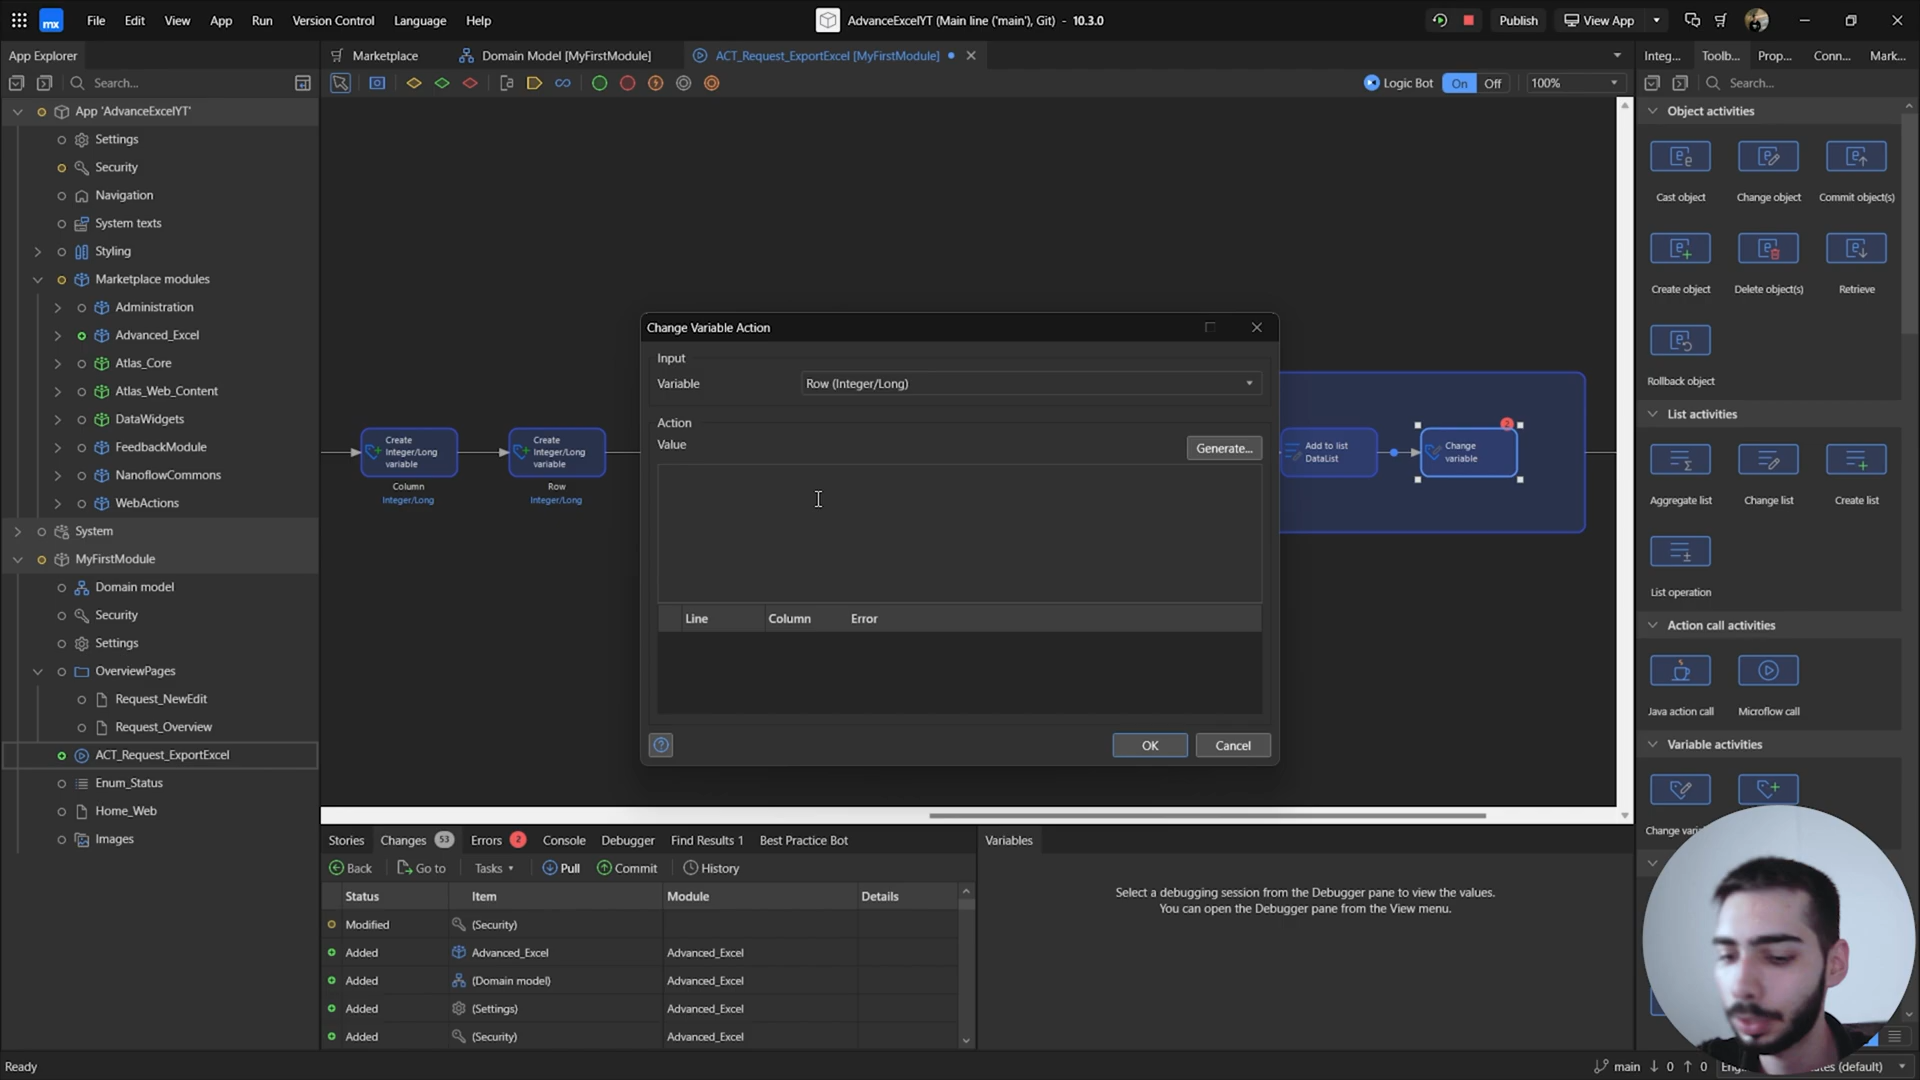 mx
File Edit View App Run Version Control Language Help
AdvanceExcelYT (Main line ('main'), Git) - 10.3.0
Publish
View App
App Explorer
Marketplace
Domain Model [MyFirstModule]
ACT_Request_ExportExcel [MyFirstModule]
Integ...
Toolb...
Prop...
Conn...
Mark...
Search...
Logic Bot On Off
100%
Search...
App 'AdvanceExcelYT'
Settings
Security
Navigation
System texts
Styling
Marketplace modules
Administration
Advanced_Excel
Atlas_Core
Atlas_Web_Content
DataWidgets
FeedbackModule
NanoflowCommons
WebActions
System
MyFirstModule
Domain model
Security
Settings
OverviewPages
Request_NewEdit
Request_Overview
ACT_Request_ExportExcel
Enum_Status
Home_Web
Images
Create
Integer/Long
variable
Column
Integer/Long
Create
Integer/Long
variable
Row
Integer/Long
Change Variable Action
Input
Variable
Row (Integer/Long)
Action
Value
Generate...
Line Column Error
OK
Cancel
Add to list
DataList
2
Change
variable
Object activities
Cast object
Change object
Commit object(s)
Create object
Delete object(s)
Retrieve
Rollback object
List activities
Aggregate list
Change list
Create list
List operation
Action call activities
Java action call
Microflow call
Variable activities
Change vari
Stories
Changes 53
Errors 2
Console
Debugger
Find Results 1
Best Practice Bot
Variables
Back
Go to
Tasks
Pull
Commit
History
Status Item Module Details
Modified (Security)
Added Advanced_Excel Advanced_Excel
Added (Domain model) Advanced_Excel
Added (Settings) Advanced_Excel
Added (Security) Advanced_Excel
Select a debugging session from the Debugger pane to view the values.
You can open the Debugger pane from the View menu.
Ready
main
0
0
(default)